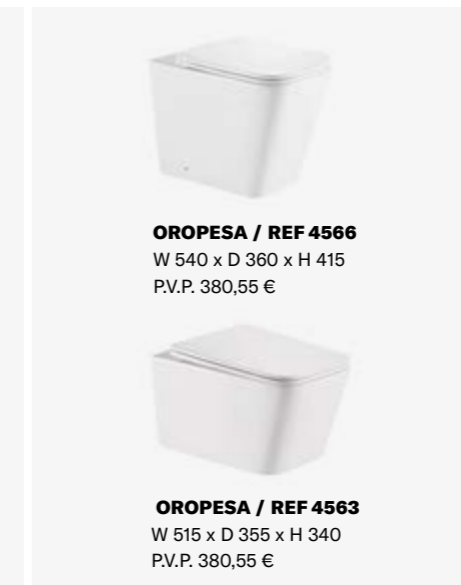 OROPESA / REF 4566
W 540 x D 360 x H 415
P.V.P. 380,55 €
OROPESA / REF 4563
W 515 x D 355 x H 340
P.V.P. 380,55 €